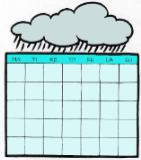 MA TI KE TO PE LA SU